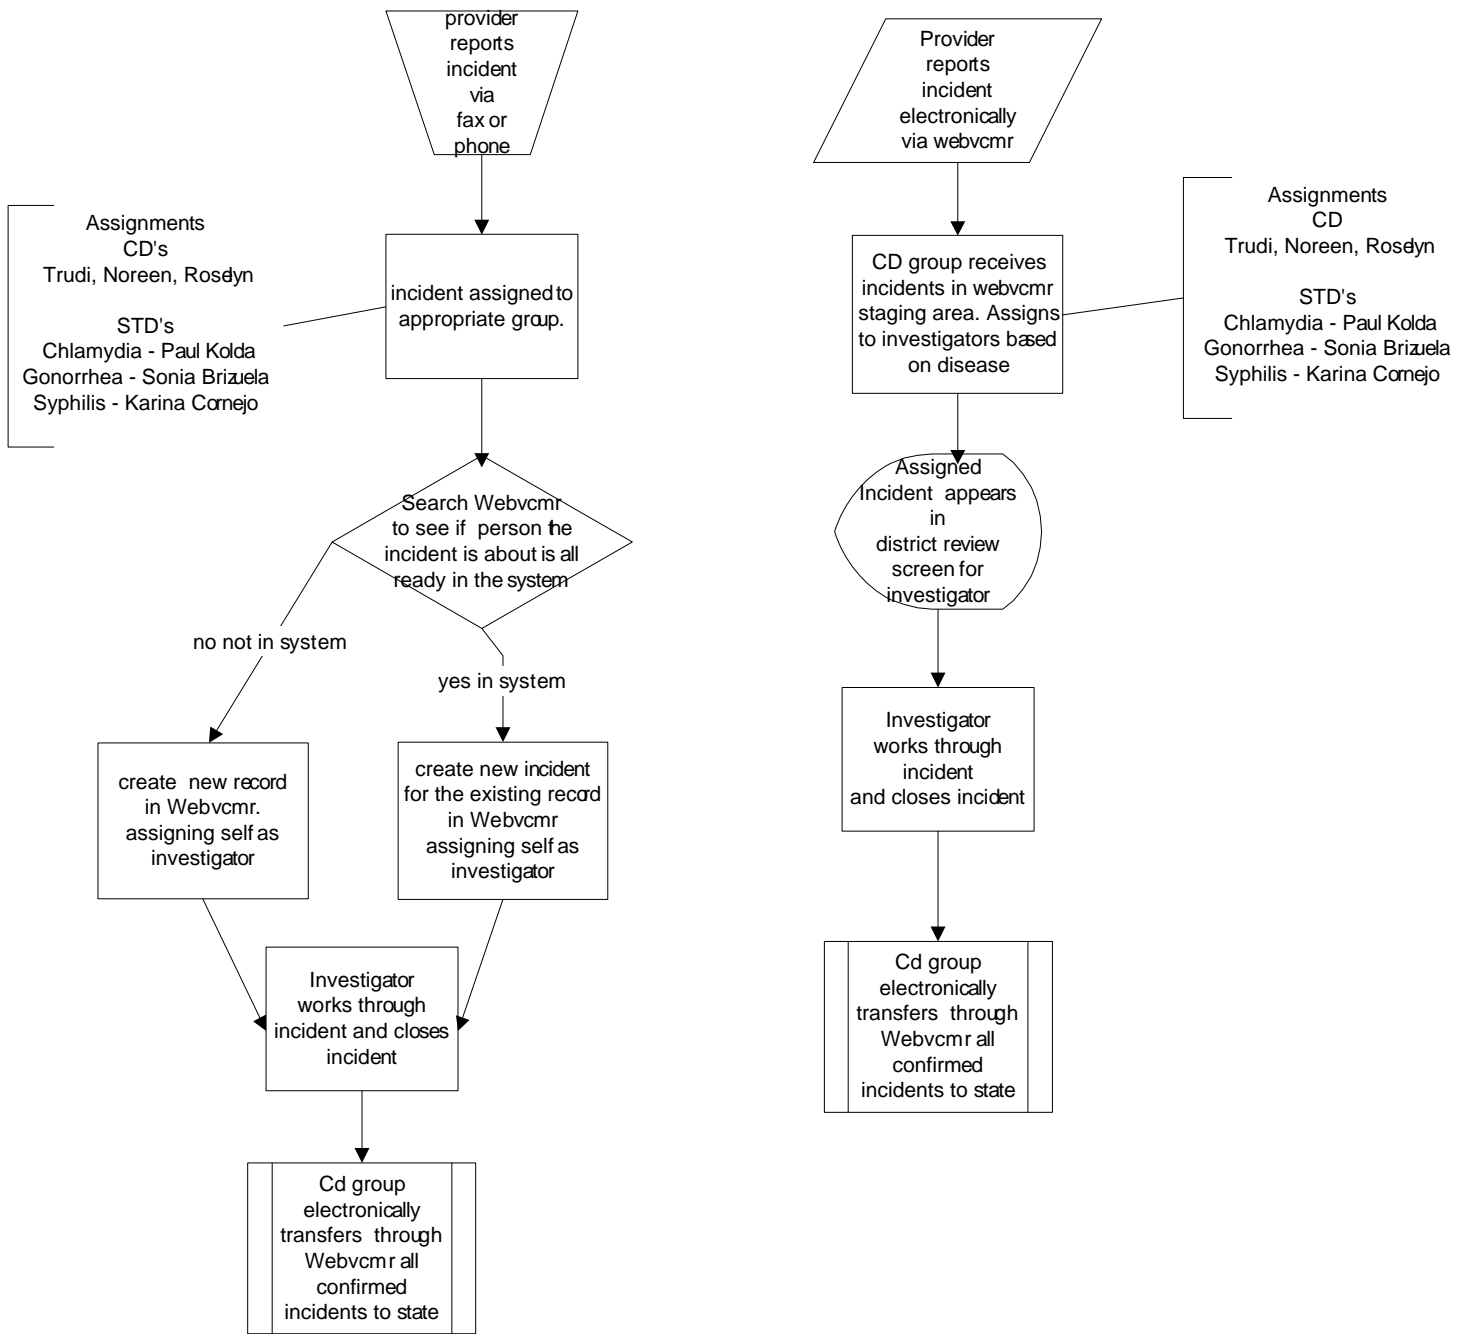 provider
reports
incident
via
fax or
phone
Assignments
CD's
Trudi, Noreen, Roselyn
STD's
Chlamydia - Paul Kolda
Gonorrhea - Sonia Brizuela
Syphilis - Karina Cornejo
incident assigned to
appropriate group.
Search Webvcmr
to see if person the
incident is about is all
ready in the system
no not in system
yes in system
create new record
in Webvcmr.
assigning self as
investigator
create new incident
for the existing record
in Webvcmr
assigning self as
investigator
Investigator
works through
incident and closes
incident
Cd group
electronically
transfers through
Webvcmr all
confirmed
incidents to state
Provider
reports
incident
electronically
via webvcmr
CD group receives
incidents in webvcmr
staging area. Assigns
to investigators based
on disease
Assignments
CD
Trudi, Noreen, Roselyn
STD's
Chlamydia - Paul Kolda
Gonorrhea - Sonia Brizuela
Syphilis - Karina Cornejo
Assigned
Incident appears
in
district review
screen for
investigator
Investigator
works through
incident
and closes incident
Cd group
electronically
transfers through
Webvcmr all
confirmed
incidents to state